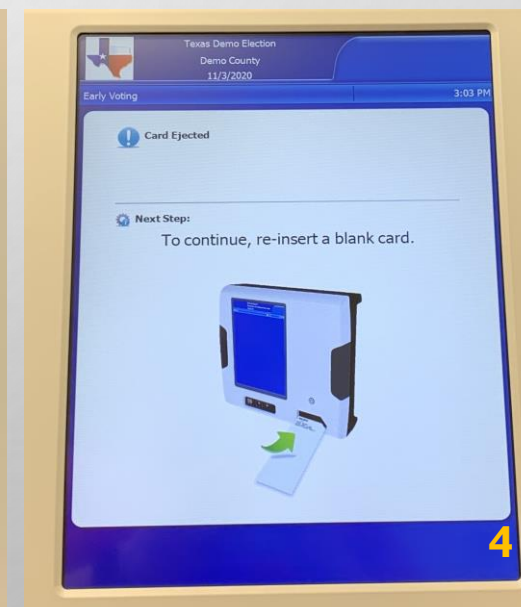 Texas Demo Election
Demo County
11/3/2020
Early Voting
3:03 PM
Card Ejected
Next Step:
To continue, re-insert a blank card.
4